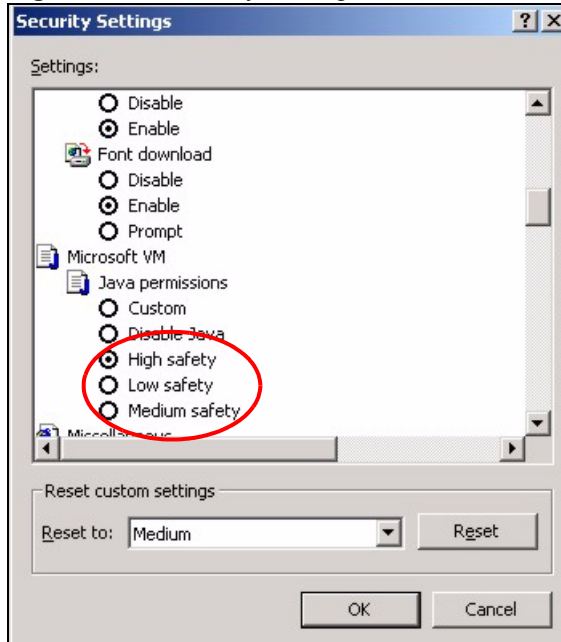 Security Settings
Settings:
Disable
Enable
Font download
Disable
Enable
Prompt
Microsoft VM
Java permissions
Custom
Disable Java
High safety
Low safety
Medium safety
Miscellaneous
Reset custom settings
Reset to: Medium Reset
OK Cancel